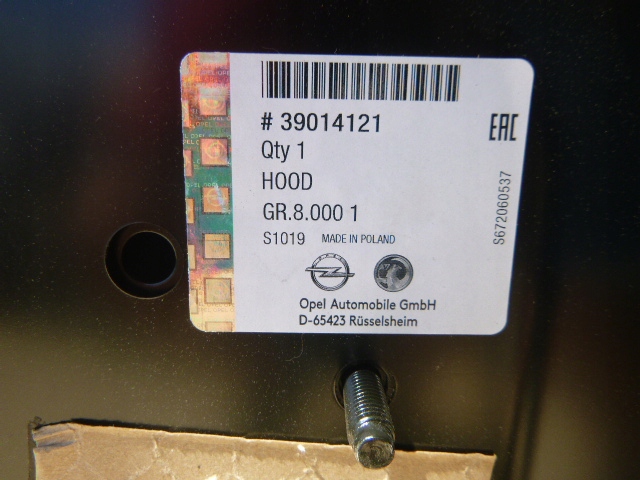 # 39014121
EAC
Qty 1
HOOD
GR.8.000 1
S1019 MADE IN POLAND
S672060537
OPEL
Opel Automobile GmbH
D-65423 Rüsselsheim